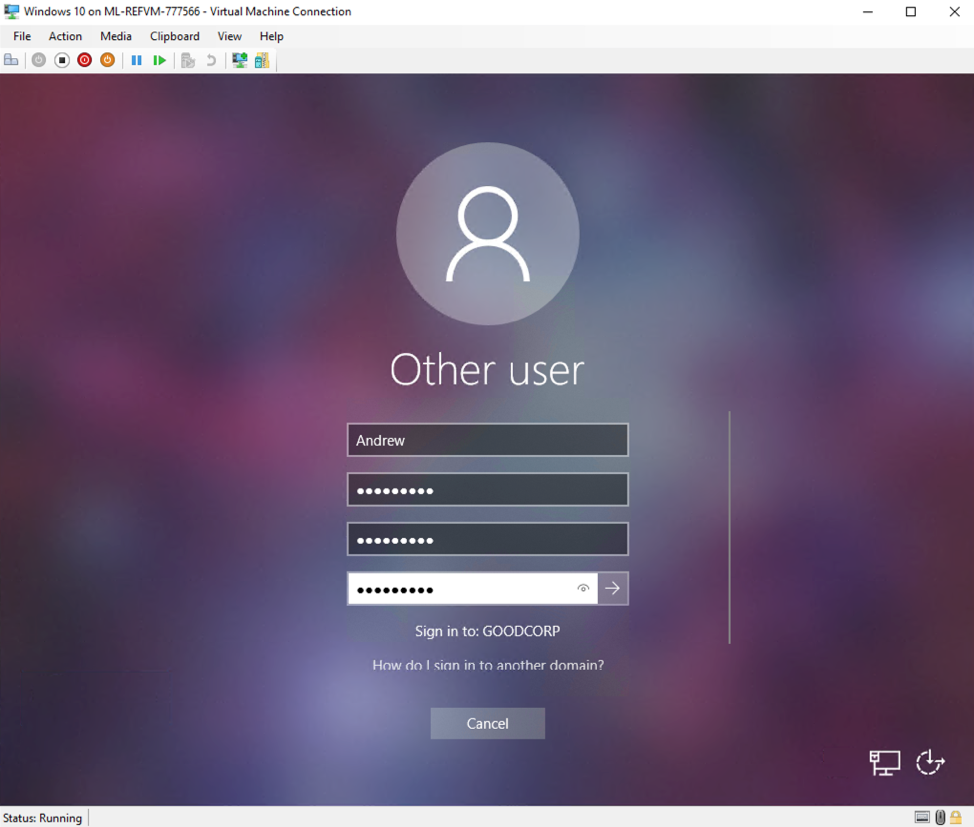 Windows 10 on ML-REFVM-777566 - Virtual Machine Connection
File Action Media Clipboard View Help
Other user
Andrew
●●●●●●●●●
●●●●●●●●●
●●●●●●●●●
Sign in to: GOODCORP
How do I sign in to another domain?
Cancel
Status: Running